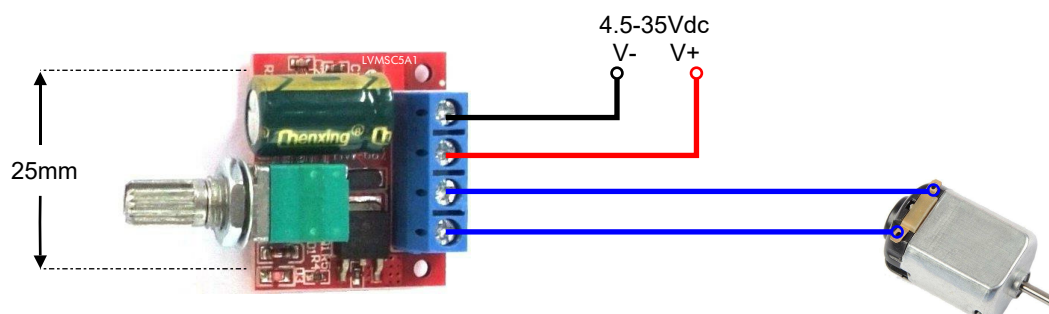 4.5-35Vdc
V- V+
LVMSC5A1
Chenxing®
25mm